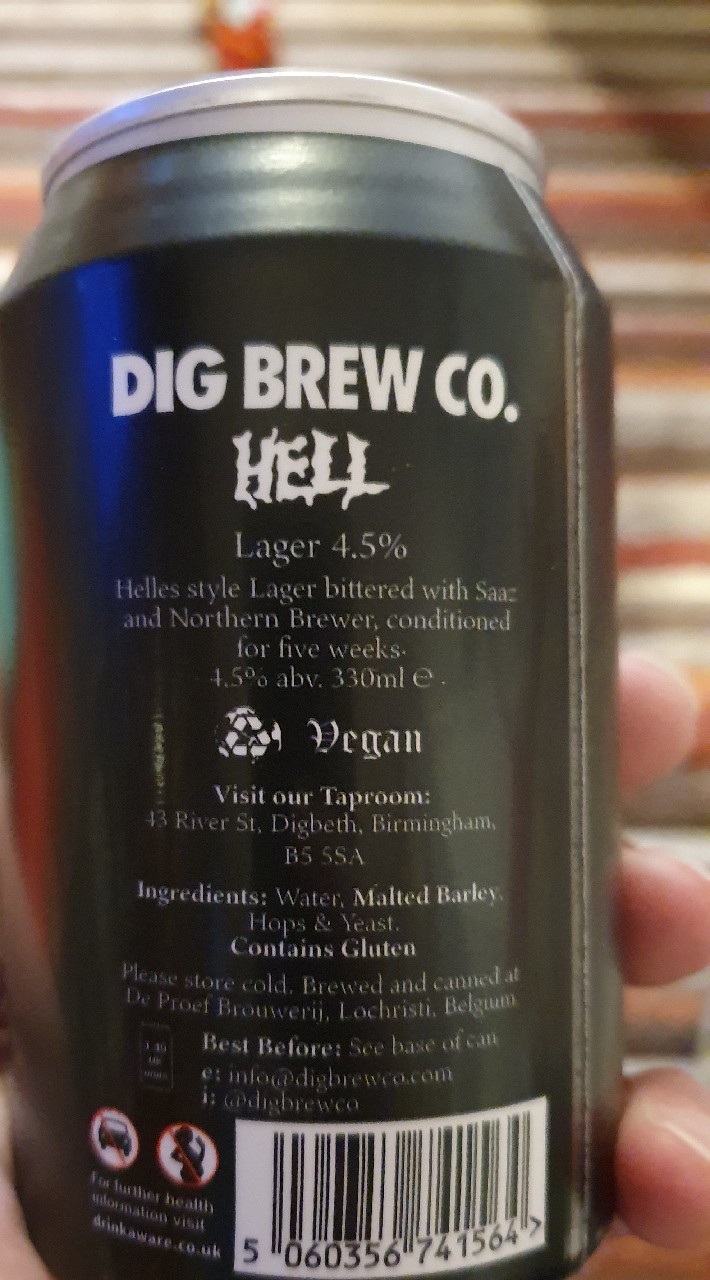 DIG BREW CO.
HELL
Lager 4.5%
Helles style Lager bittered with Saaz
and Northern Brewer, conditioned
for five weeks.
4.5% abv. 330ml ℮.
Vegan
Visit our Taproom:
43 River St, Digbeth, Birmingham,
B5 5SA
Ingredients: Water, Malted Barley,
Hops & Yeast.
Contains Gluten
Please store cold. Brewed and canned at
De Proef Brouwerij, Lochristi, Belgium
Best Before: See base of can
e: info@digbrewco.com
i: @digbrewco
For further health
information visit
drinkaware.co.uk
5 060356 741564 >